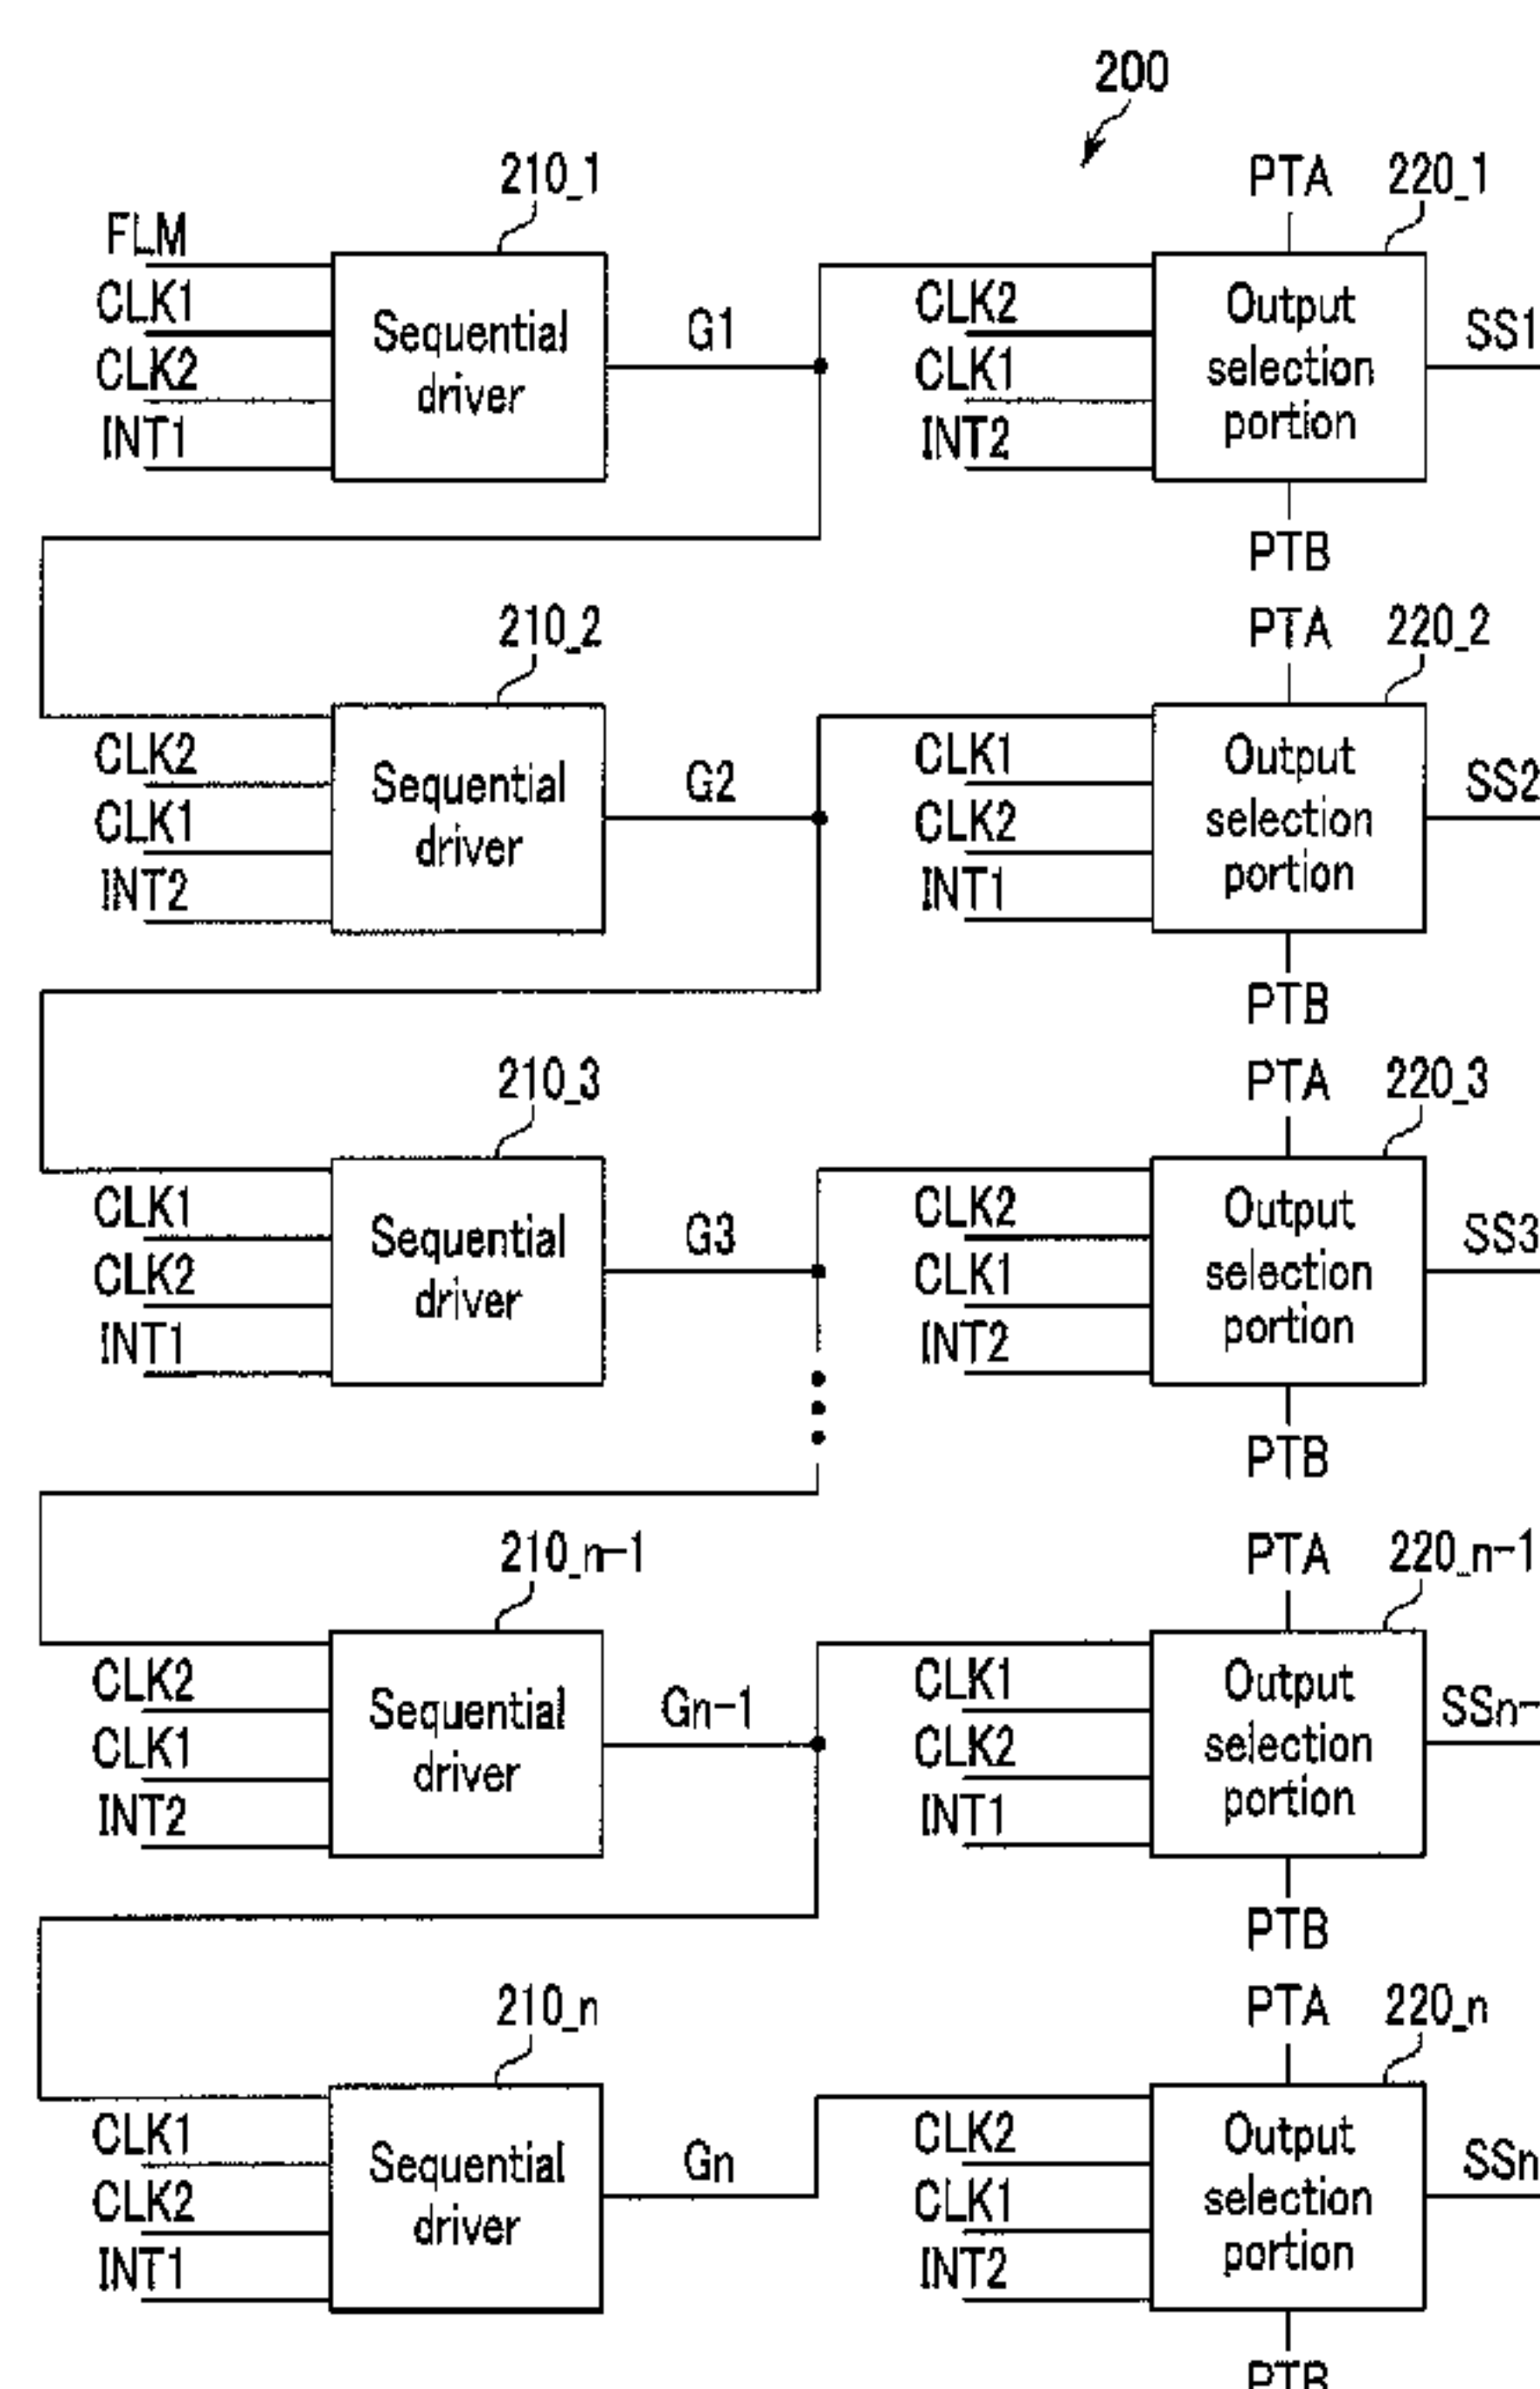 200
210_1
PTA
220_1
FLM
CLK1
CLK2
INT1
Sequential
driver
G1
CLK2
CLK1
INT2
Output
selection
portion
SS1
PTB
210_2
PTA
220_2
CLK2
CLK1
INT2
Sequential
driver
G2
CLK1
CLK2
INT1
Output
selection
portion
SS2
PTB
210_3
PTA
220_3
CLK1
CLK2
INT1
Sequential
driver
G3
CLK2
CLK1
INT2
Output
selection
portion
SS3
PTB
210_n-1
PTA
220_n-1
CLK2
CLK1
INT2
Sequential
driver
Gn-1
CLK1
CLK2
INT1
Output
selection
portion
SSn-
PTB
210_n
PTA
220_n
CLK1
CLK2
INT1
Sequential
driver
Gn
CLK2
CLK1
INT2
Output
selection
portion
SSn
PTB